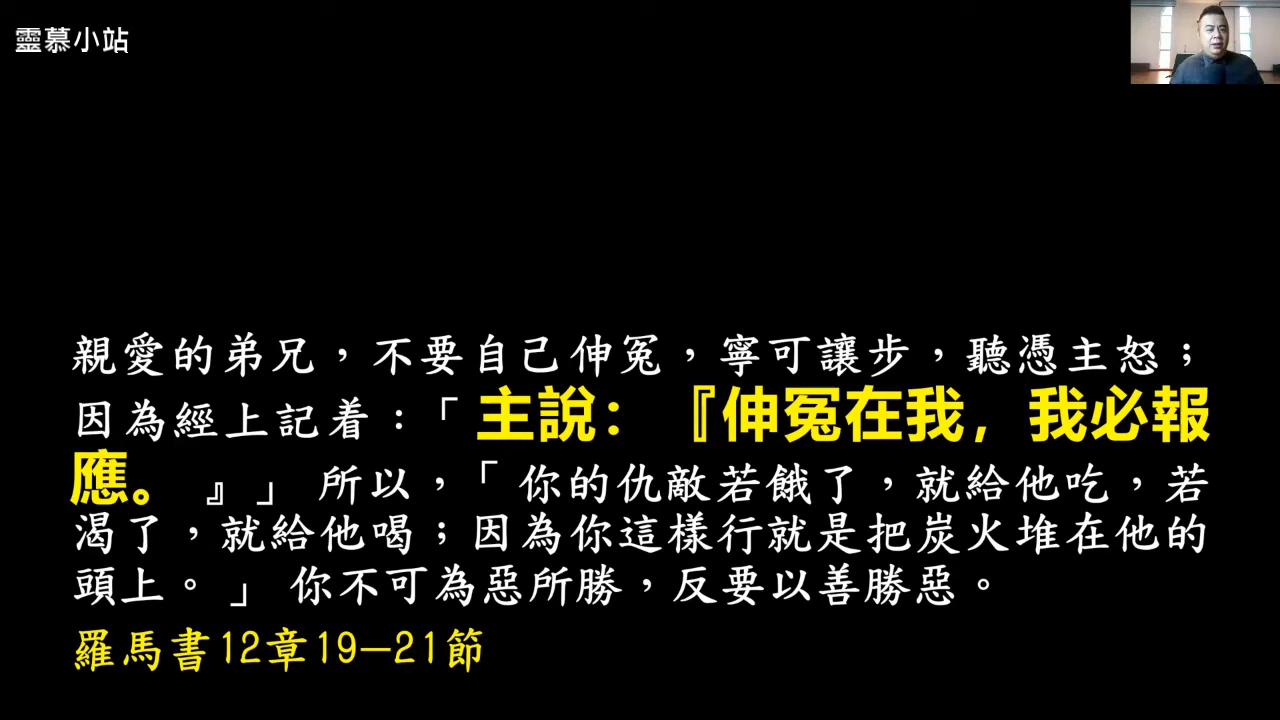 靈慕小站
親愛的弟兄，不要自己伸冤，寧可讓步，聽憑主怒；
因為經上記着：「主說：『伸冤在我，我必報
應。』」所以，「你的仇敵若餓了，就給他吃，若
渴了，就給他喝；因為你這樣行就是把炭火堆在他的
頭上。」你不可為惡所勝，反要以善勝惡。
羅馬書12章19—21節